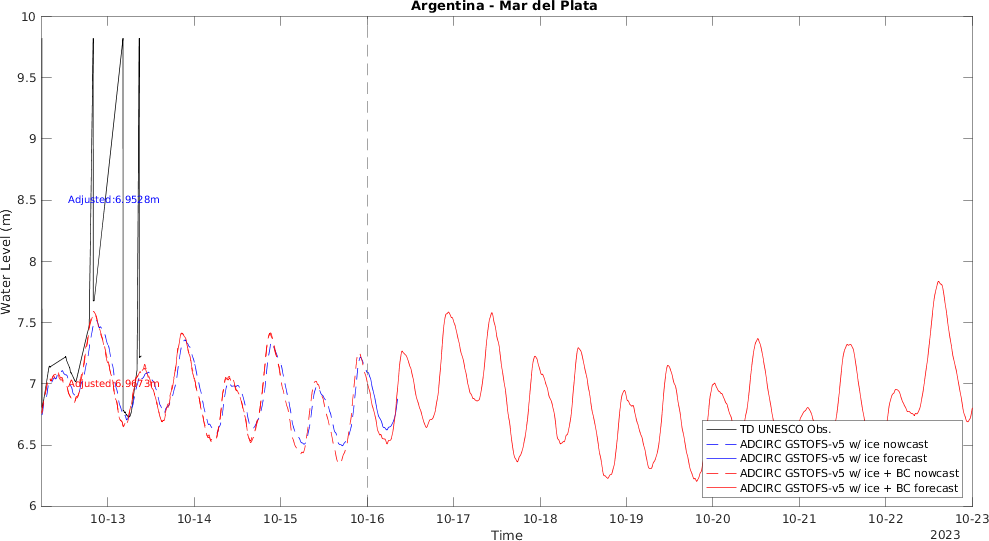 Argentina - Mar del Plata
10
9.5
9
8.5
8
7.5
7
6.5
6
Water Level (m)
Adjusted:6.9528m
Adjusted:6.9673m
TD UNESCO Obs.
ADCIRC GSTOFS-v5 w/ ice nowcast
ADCIRC GSTOFS-v5 w/ ice forecast
ADCIRC GSTOFS-v5 w/ ice + BC nowcast
ADCIRC GSTOFS-v5 w/ ice + BC forecast
10-13 10-14 10-15 10-16 10-17 10-18 10-19 10-20 10-21 10-22 10-23
Time
2023